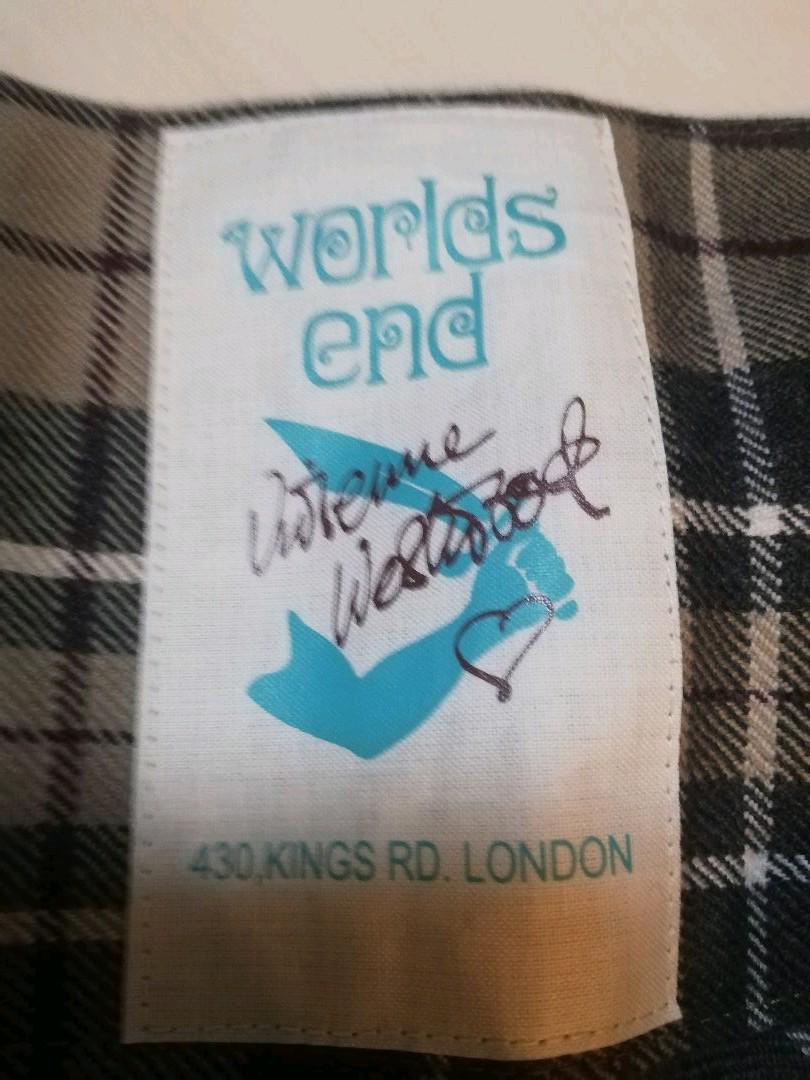 worlds
end
Vivienne
Westwood
430,KINGS RD. LONDON